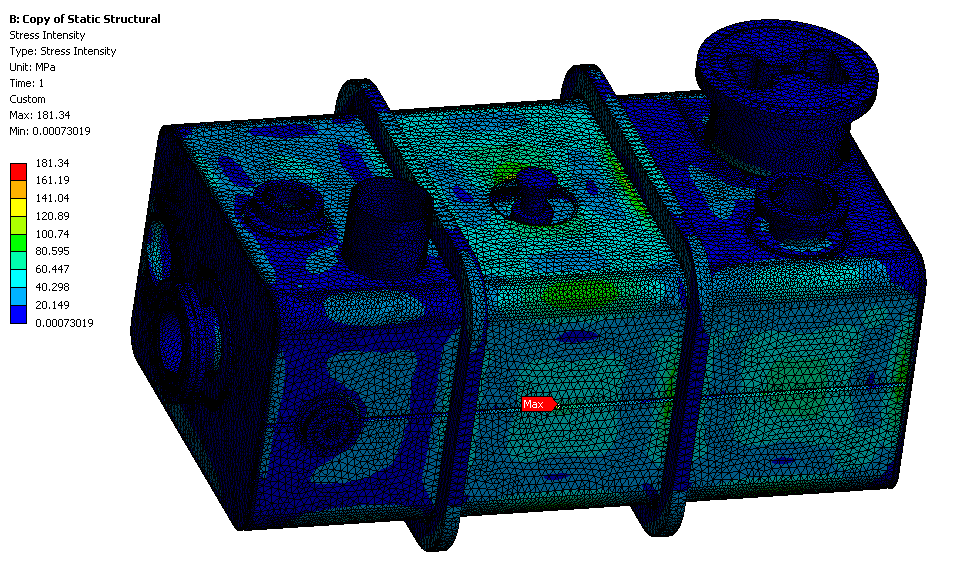 B: Copy of Static Structural
Stress Intensity
Type: Stress Intensity
Unit: MPa
Time: 1
Custom
Max: 181.34
Min: 0.00073019
181.34
161.19
141.04
120.89
100.74
80.595
60.447
40.298
20.149
0.00073019
Max